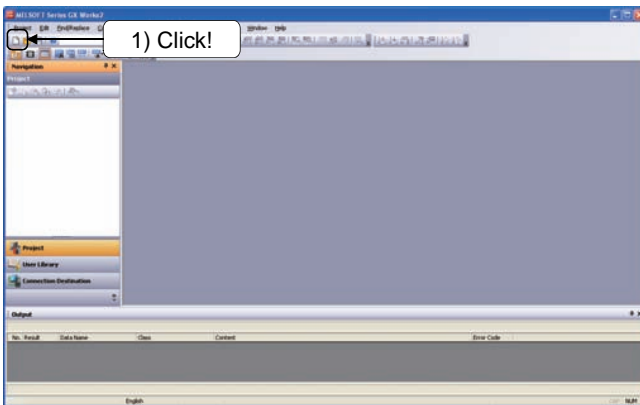 MELSOFT Series GX Works2
Project Edit Find/Replace Window Help
1) Click!
Navigation
Project
Project
User Library
Connection Destination
Output
No. Result Data Name Class Content Error Code
English CAP NUM